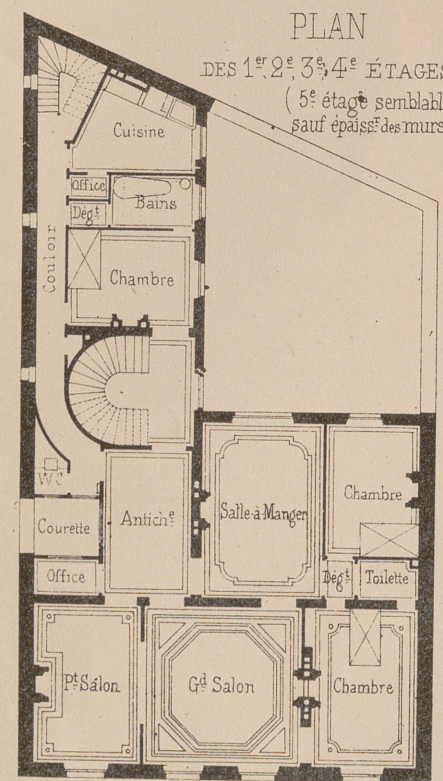 PLAN
DES 1er, 2e, 3e, 4e ÉTAGES
( 5e étage semblabl
sauf épaissr des murs
Cuisine
Office
Bains
Dégt
Couloir
Chambre
WC
Courette
Antiche
Salle-à-Manger
Chambre
Office
Dégt
Toilette
Pt Salon
Gd Salon
Chambre